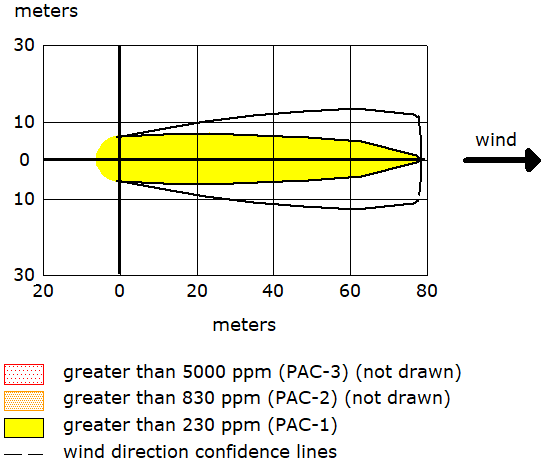 meters
30
10
0
10
30
20 0 20 40 60 80
meters
wind
greater than 5000 ppm (PAC-3) (not drawn)
greater than 830 ppm (PAC-2) (not drawn)
greater than 230 ppm (PAC-1)
wind direction confidence lines